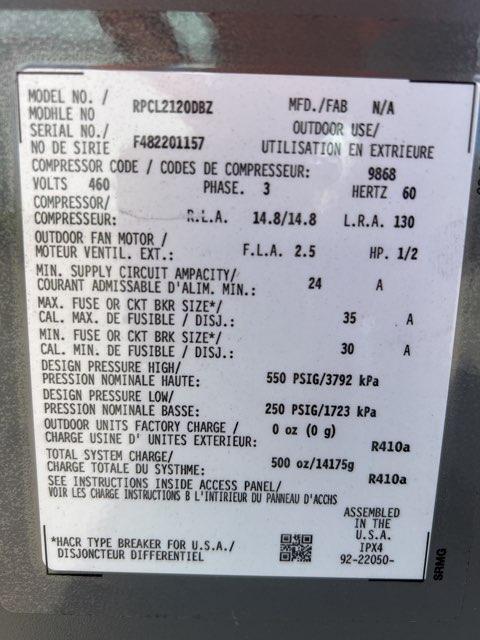 MODEL NO. / RPCL2120DBZ MFD./FAB N/A
MODHLE NO
SERIAL NO./ F482201157 OUTDOOR USE/
NO DE SIRIE UTILISATION EN EXTRIEURE
COMPRESSOR CODE / CODES DE COMPRESSEUR: 9868
VOLTS 460 PHASE. 3 HERTZ 60
COMPRESSOR/
COMPRSEUR: R.L.A. 14.8/14.8 L.R.A. 130
OUTDOOR FAN MOTOR /
MOTEUR VENTIL. EXT.: F.L.A. 2.5 HP. 1/2
MIN. SUPPLY CIRCUIT AMPACITY/
COURANT ADMISSABLE D'ALIM. MIN.: 24 A
MAX. FUSE OR CKT BKR SIZE*/
CAL. MAX. DE FUSIBLE / DISJ.: 35 A
MIN. FUSE OR CKT BKR SIZE*/
CAL. MIN. DE FUSIBLE / DISJ.: 30 A
DESIGN PRESSURE HIGH/
PRESSION NOMINALE HAUTE: 550 PSIG/3792 kPa
DESIGN PRESSURE LOW/
PRESSION NOMINALE BASSE: 250 PSIG/1723 kPa
OUTDOOR UNITS FACTORY CHARGE / 0 oz (0 g)
CHARGE USINE D' UNITES EXTERIEUR: R410a
TOTAL SYSTEM CHARGE/
CHARGE TOTALE DU SYSTHME: 500 oz/14175g
SEE INSTRUCTIONS INSIDE ACCESS PANEL/ R410a
VOIR LES CHARGE INSTRUCTIONS B L'INTIRIEUR DU PANNEAU D'ACCHS
ASSEMBLED
IN THE
U.S.A.
*HACR TYPE BREAKER FOR U.S.A./ IPX4
DISJONCTEUR DIFFERENTIEL 92-22050-
SRMG